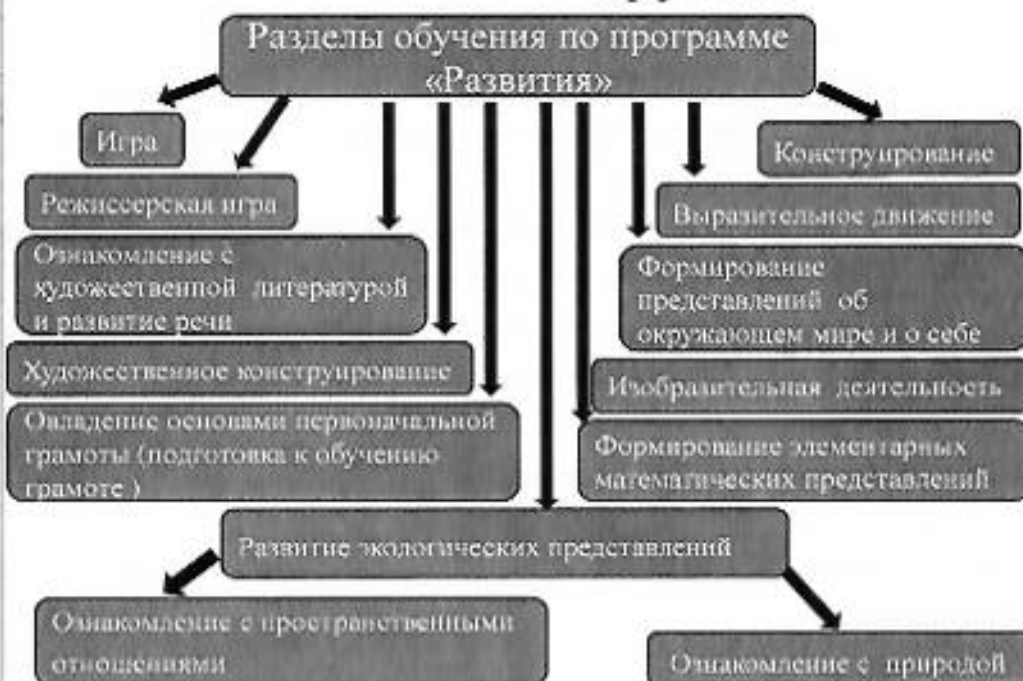 Разделы обучения по программе
«Развития»
Игра
Конструирование
Режиссерская игра
Выразительное движение
Ознакомление с
художественной литературой
и развитие речи
Формирование
представлений об
окружающем мире и о себе
Художественное конструирование
Изобразительная деятельность
Овладение основами первоначальной
грамоты (подготовка к обучению
грамоте )
Формирование элементарных
математических представлений
Развитие экологических представлений
Ознакомление с пространственными
отношениями
Ознакомление с природой